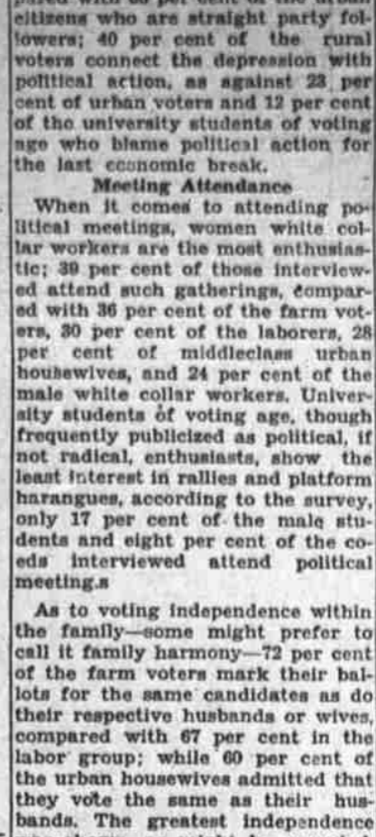 citizens who are straight party fol-
lowers; 40 per cent of the rural
voters connect the depression with
political action, as against 23 per
cent of urban voters and 12 per cent
of the university students of voting
age who blame political action for
the last economic break.
Meeting Attendance
When it comes to attending po-
litical meetings, women white col-
lar workers are the most enthusias-
tic; 39 per cent of those interview-
ed attend such gatherings, compar-
ed with 36 per cent of the farm vot-
ers, 30 per cent of the laborers, 28
per cent of middleclass urban
housewives, and 24 per cent of the
male white collar workers. Univer-
sity students of voting age, though
frequently publicized as political, if
not radical, enthusiasts, show the
least interest in rallies and platform
harangues, according to the survey,
only 17 per cent of the male stu-
dents and eight per cent of the co-
eds interviewed attend political
meeting.s
As to voting independence within
the family—some might prefer to
call it family harmony—72 per cent
of the farm voters mark their bal-
lots for the same candidates as do
their respective husbands or wives,
compared with 67 per cent in the
labor group; while 60 per cent of
the urban housewives admitted that
they vote the same as their hus-
bands. The greatest independence